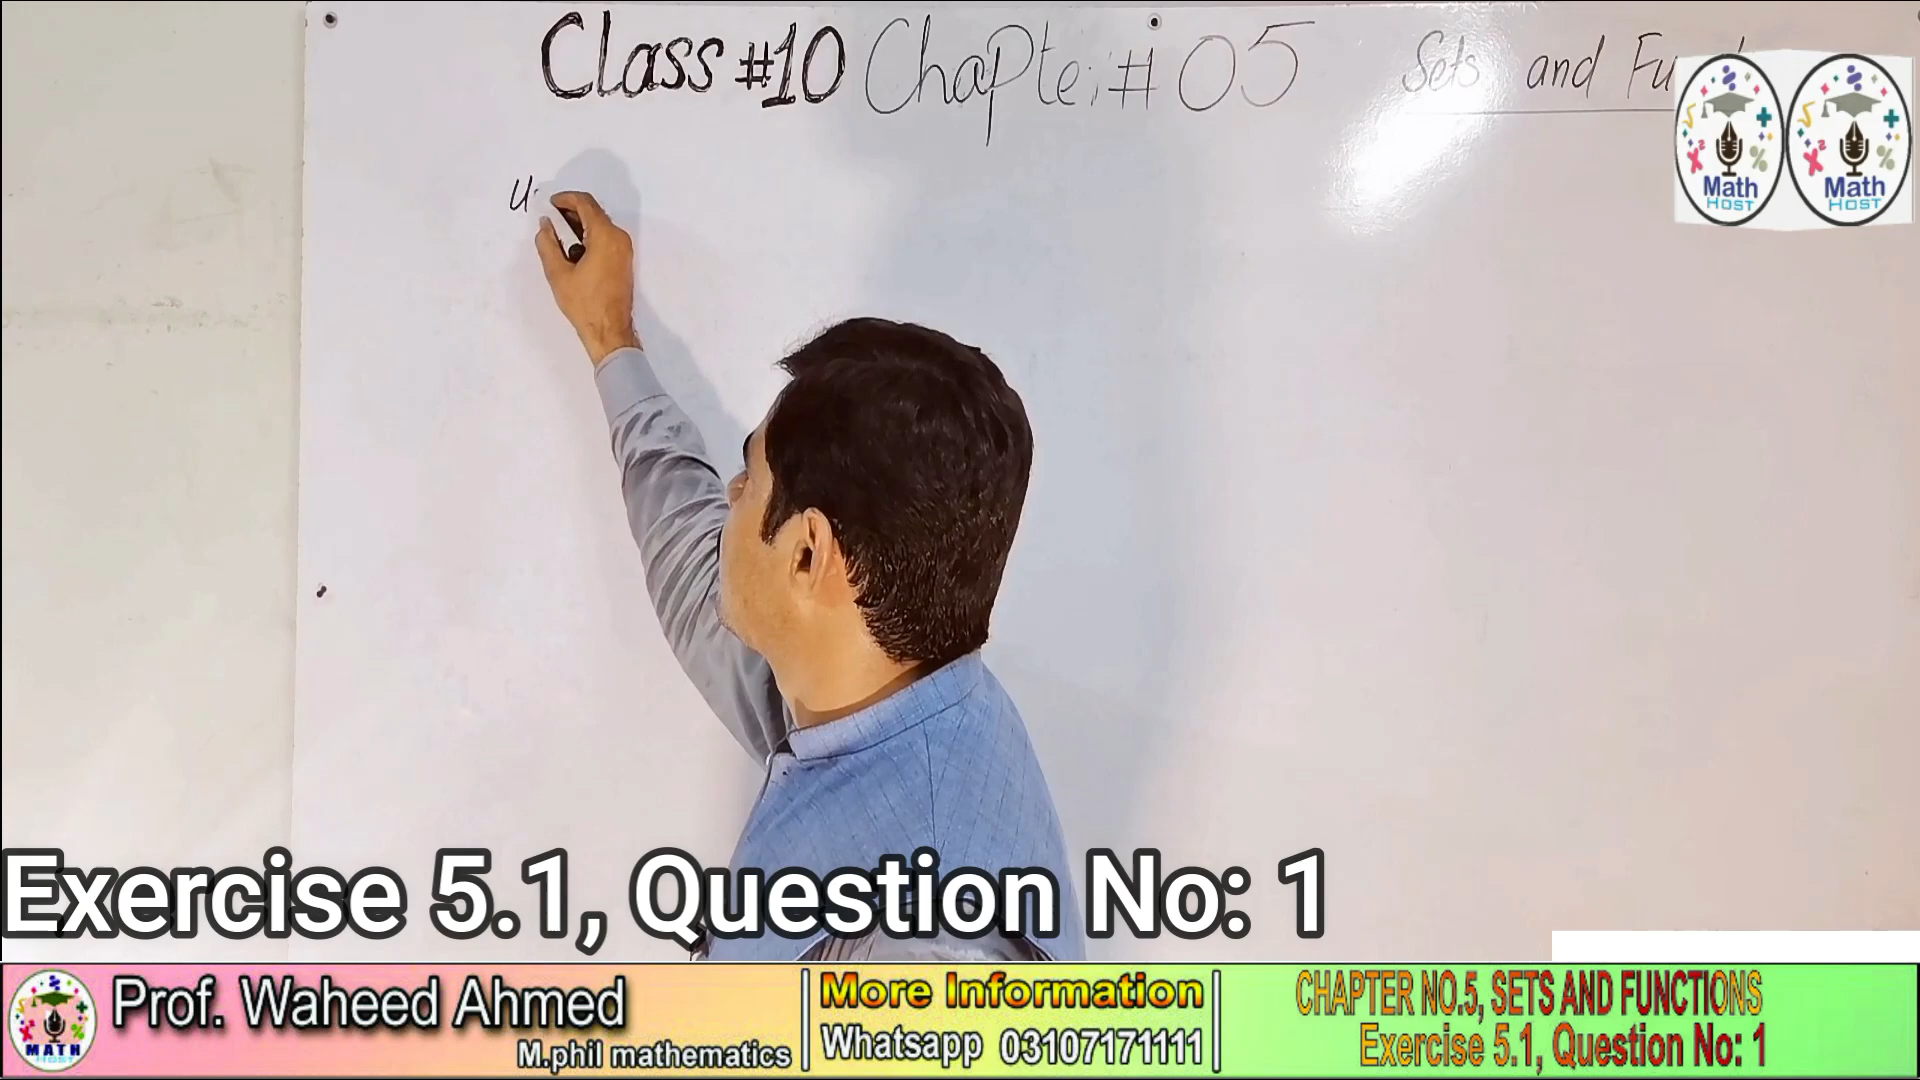 Class #10 Chapter # 05 Sets and Fu
U
Math
HOST
Math
HOST
Exercise 5.1, Question No: 1
MATH
HOST
Prof. Waheed Ahmed
M.phil mathematics
More Information
Whatsapp 03107171111
CHAPTER NO.5, SETS AND FUNCTIONS
Exercise 5.1, Question No: 1